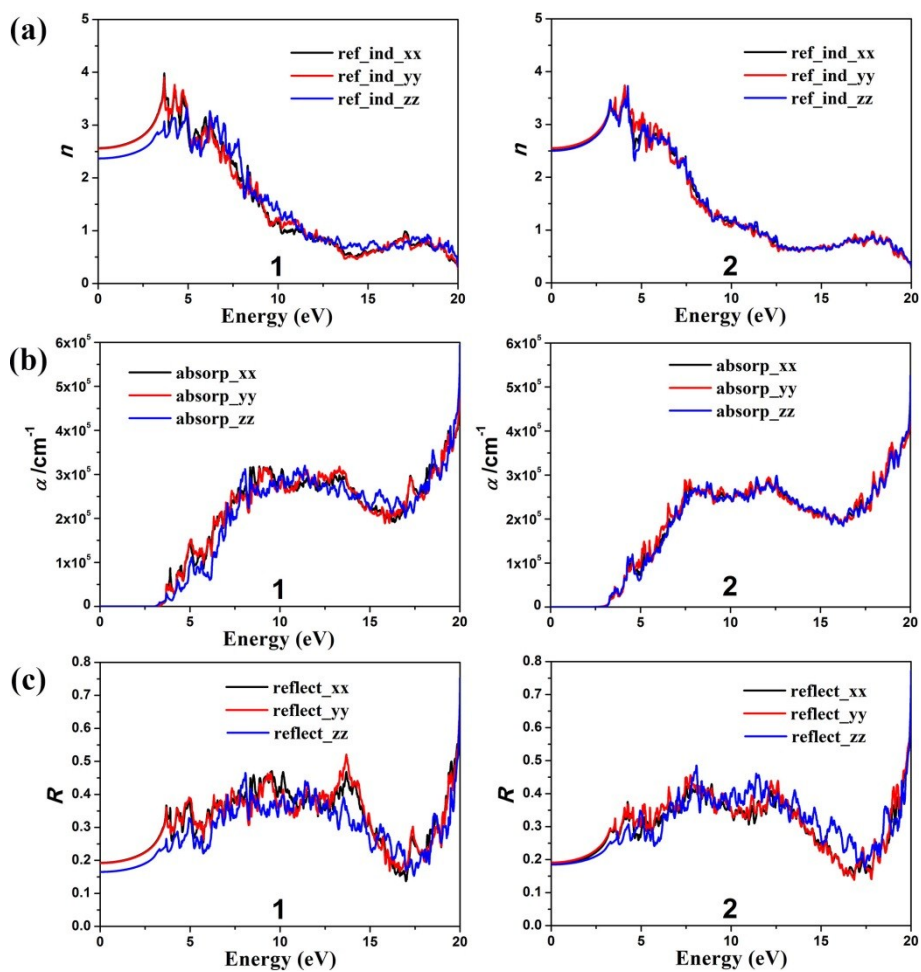 (a)
5
4
3
2
1
0
n
ref_ind_xx
ref_ind_yy
ref_ind_zz
1
0 5 10 15 20
Energy (eV)
5
4
3
2
1
0
n
ref_ind_xx
ref_ind_yy
ref_ind_zz
2
0 5 10 15 20
Energy (eV)
(b)
6x10⁵
5x10⁵
4x10⁵
3x10⁵
2x10⁵
1x10⁵
0
α /cm⁻¹
absorp_xx
absorp_yy
absorp_zz
1
0 5 10 15 20
Energy (eV)
6x10⁵
5x10⁵
4x10⁵
3x10⁵
2x10⁵
1x10⁵
0
α /cm⁻¹
absorp_xx
absorp_yy
absorp_zz
2
0 5 10 15 20
Energy (eV)
(c)
0.8
0.7
0.6
0.5
0.4
0.3
0.2
0.1
0.0
R
reflect_xx
reflect_yy
reflect_zz
1
0 5 10 15 20
Energy (eV)
0.8
0.7
0.6
0.5
0.4
0.3
0.2
0.1
0.0
R
reflect_xx
reflect_yy
reflect_zz
2
0 5 10 15 20
Energy (eV)